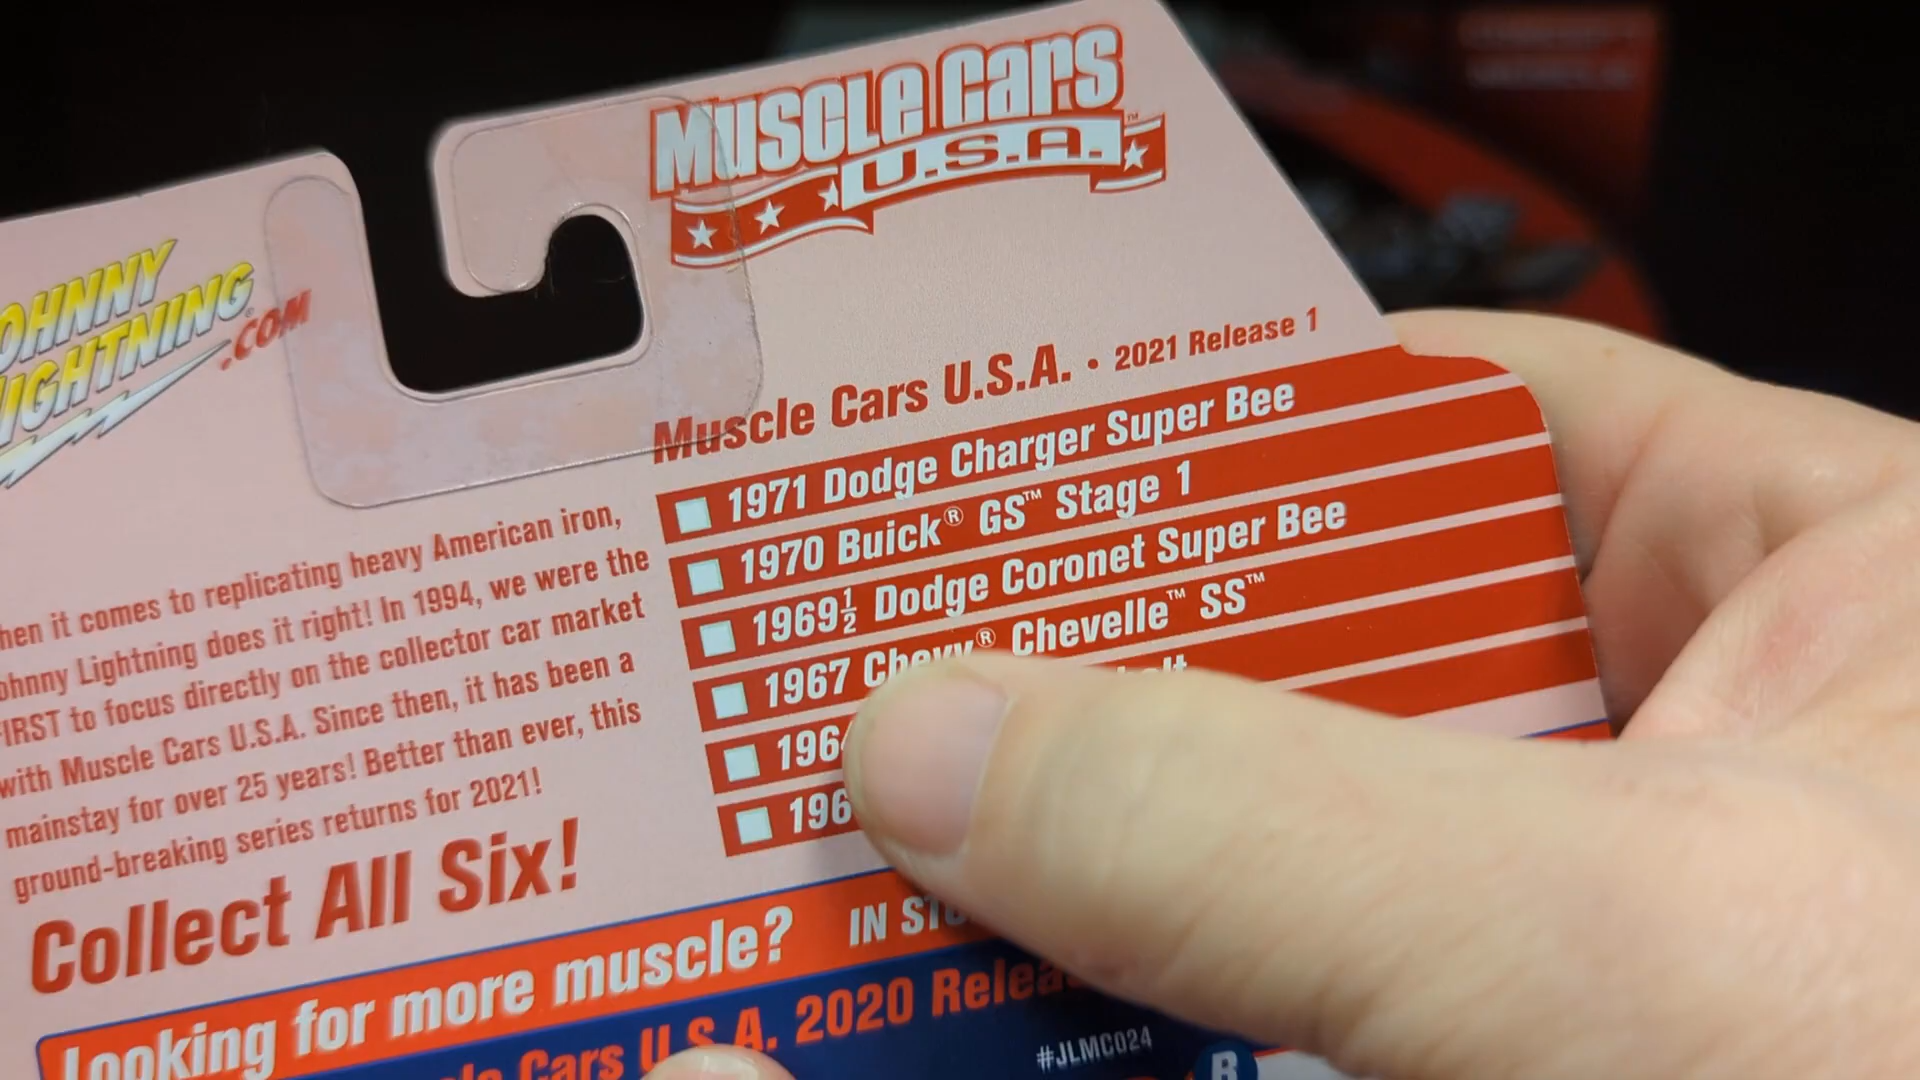 Muscle Cars
U.S.A.™
JOHNNY
LIGHTNING®
.COM
Muscle Cars U.S.A. • 2021 Release 1
1971 Dodge Charger Super Bee
1970 Buick® GS™ Stage 1
1969½ Dodge Coronet Super Bee
1967 Chevy® Chevelle™ SS™
196
196
hen it comes to replicating heavy American iron,
ohnny Lightning does it right! In 1994, we were the
FIRST to focus directly on the collector car market
with Muscle Cars U.S.A. Since then, it has been a
mainstay for over 25 years! Better than ever, this
ground-breaking series returns for 2021!
Collect All Six!
Looking for more muscle? IN
Cars U.S.A. 2020
#JLMC024
R